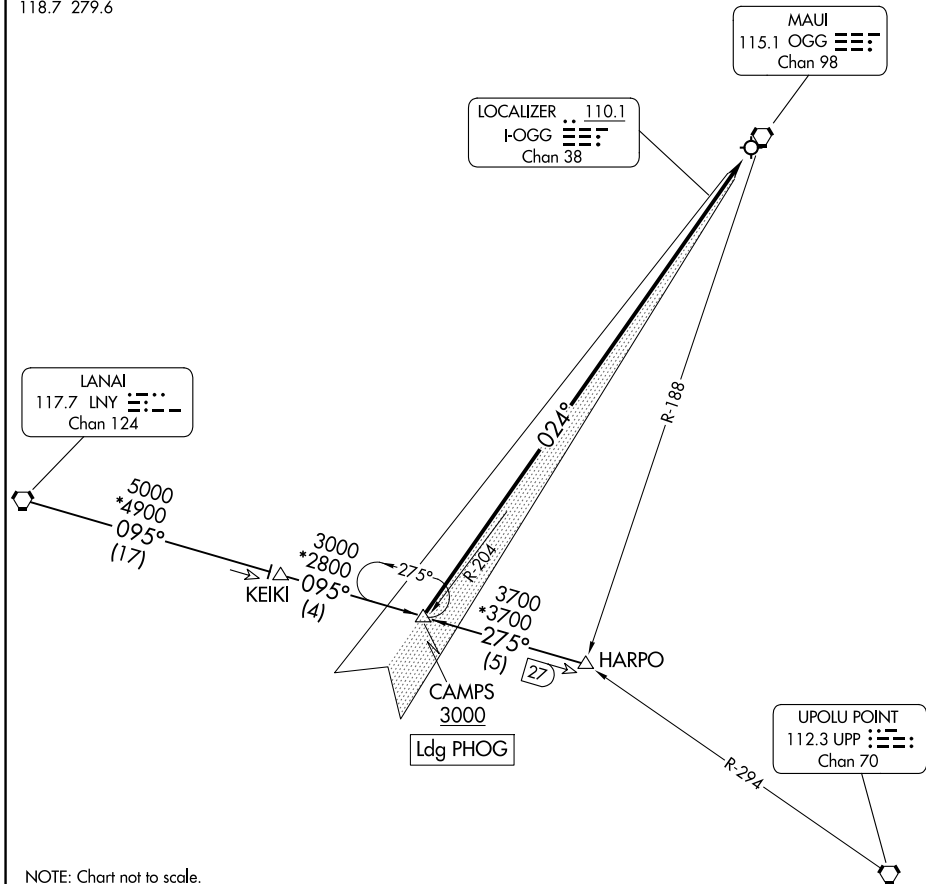 118.7 279.6
MAUI
115.1 OGG
Chan 98
LOCALIZER 110.1
I-OGG
Chan 38
R-188
024°
LANAI
117.7 LNY
Chan 124
5000
*4900
095°
(17)
KEIKI
3000
*2800
095°
(4)
275°
R-204
3700
*3700
275°
(5)
27
HARPO
CAMPS
3000
Ldg PHOG
UPOLU POINT
112.3 UPP
Chan 70
R-294
NOTE: Chart not to scale.